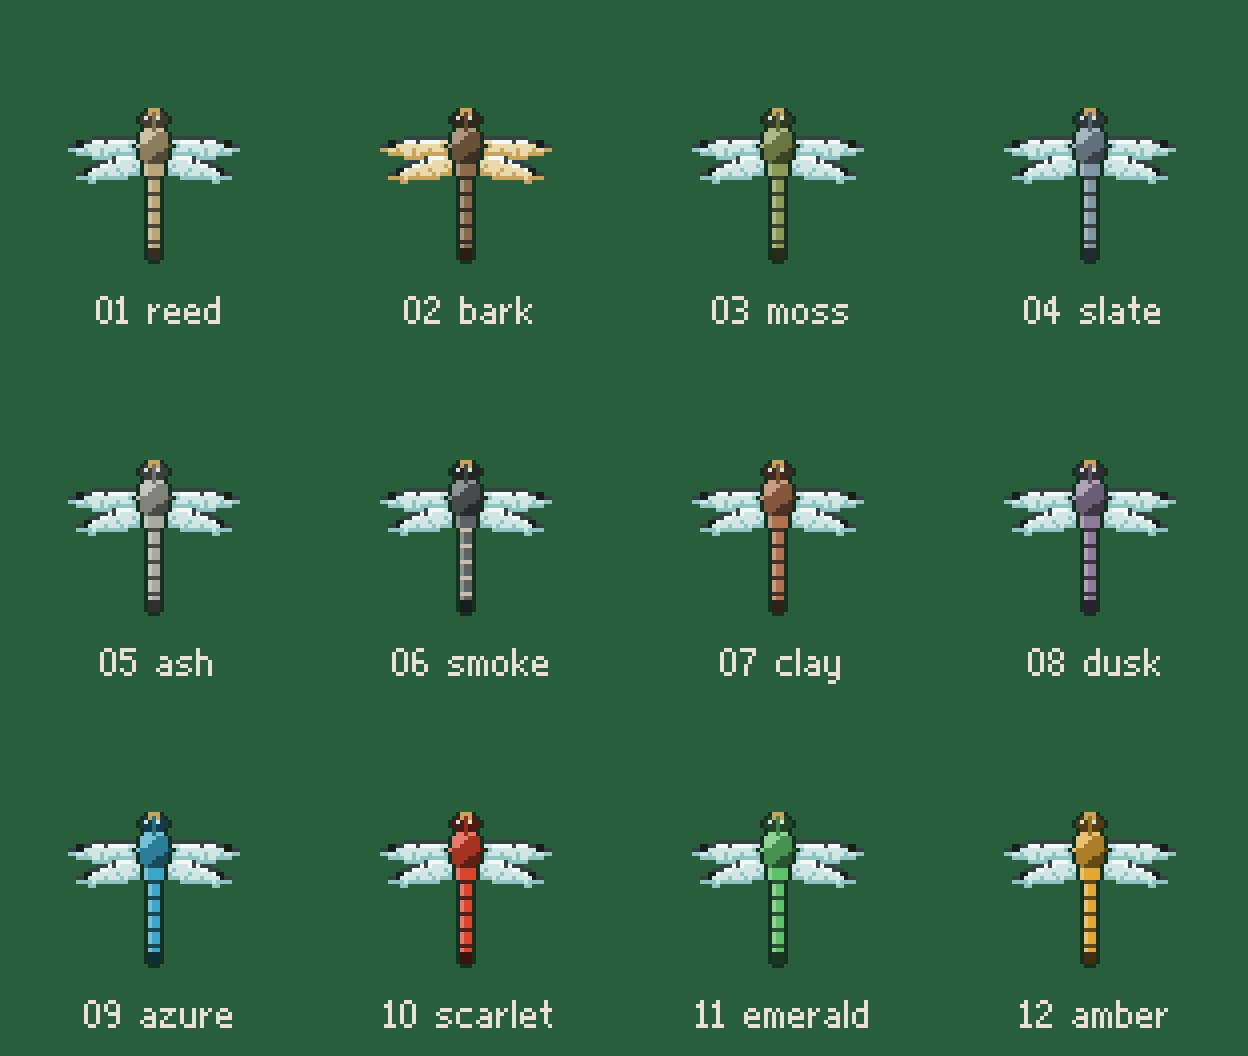 01 reed
02 bark
03 moss
04 slate
05 ash
06 smoke
07 clay
08 dusk
09 azure
10 scarlet
11 emerald
12 amber